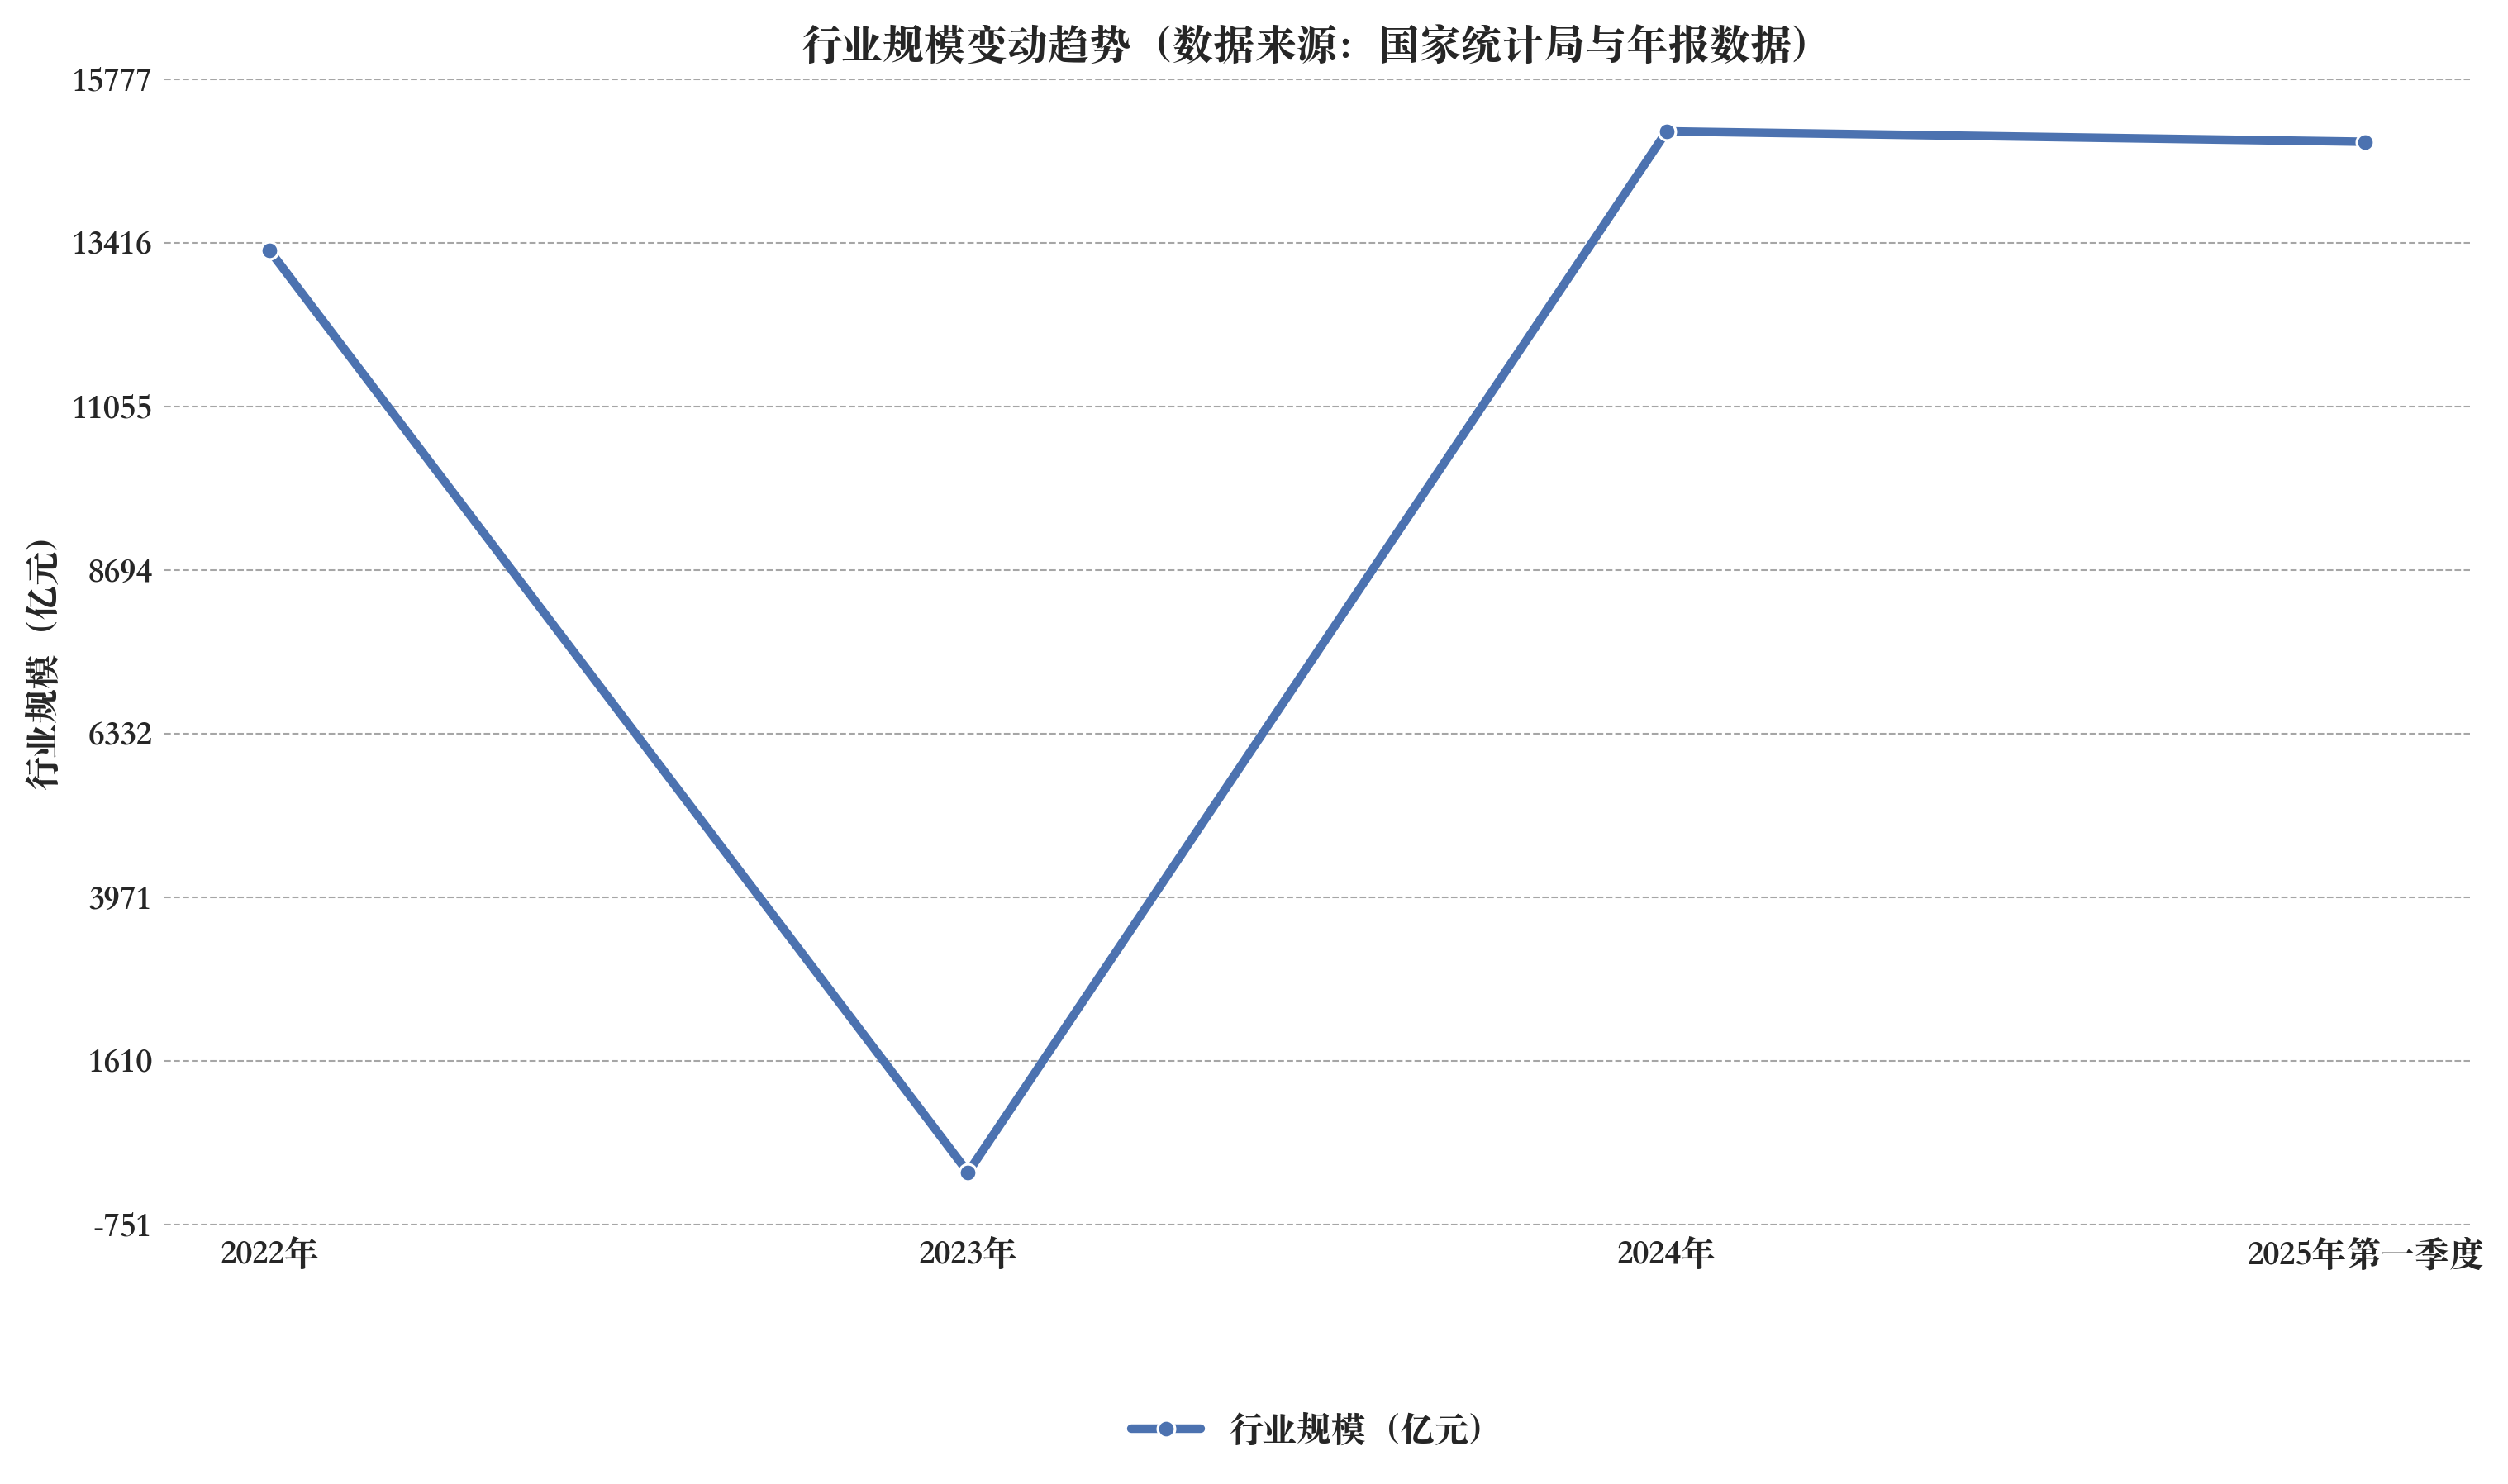 行业规模变动趋势（数据来源：国家统计局与年报数据）
行业规模（亿元）
15777
13416
11055
8694
6332
3971
1610
-751
2022年
2023年
2024年
2025年第一季度
行业规模（亿元）